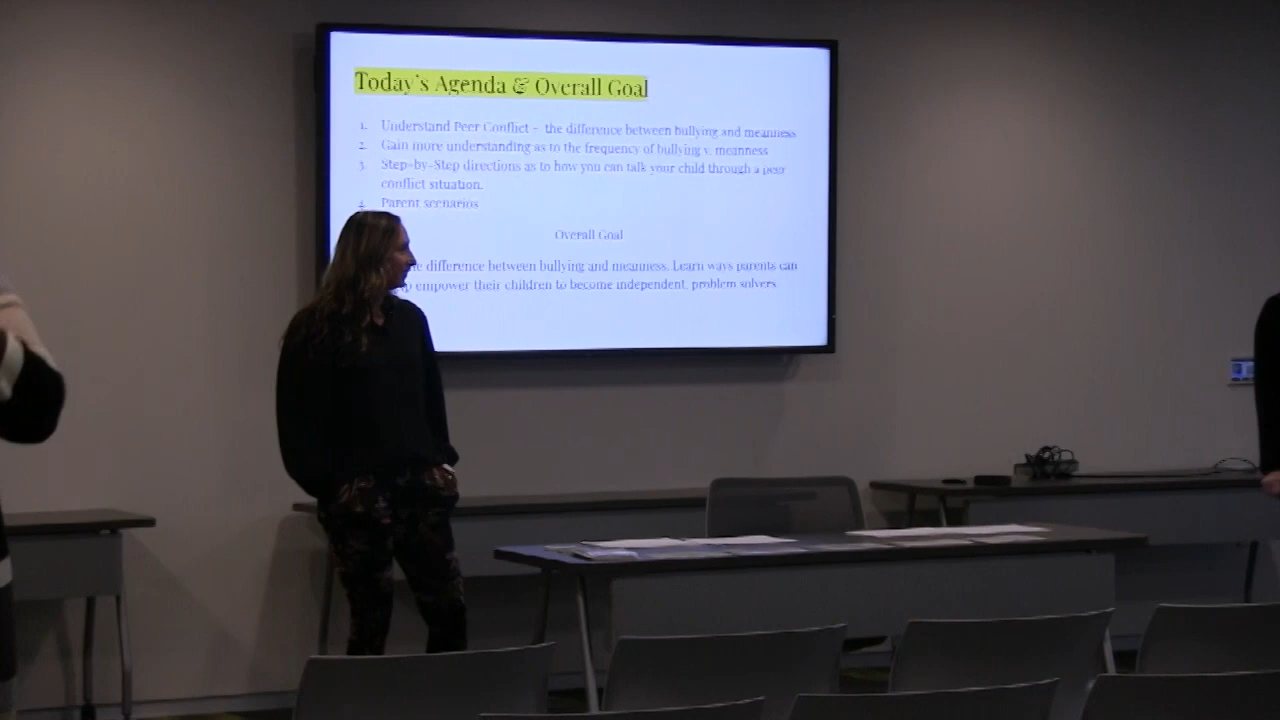 Today's Agenda & Overall Goal
1. Understand Peer Conflict - the difference between bullying and meanness
2. Gain more understanding as to the frequency of bullying v. meanness
3. Step-by-Step directions as to how you can talk your child through a peer
conflict situation.
4. Parent scenarios
Overall Goal
difference between bullying and meanness. Learn ways parents can
empower their children to become independent, problem solvers